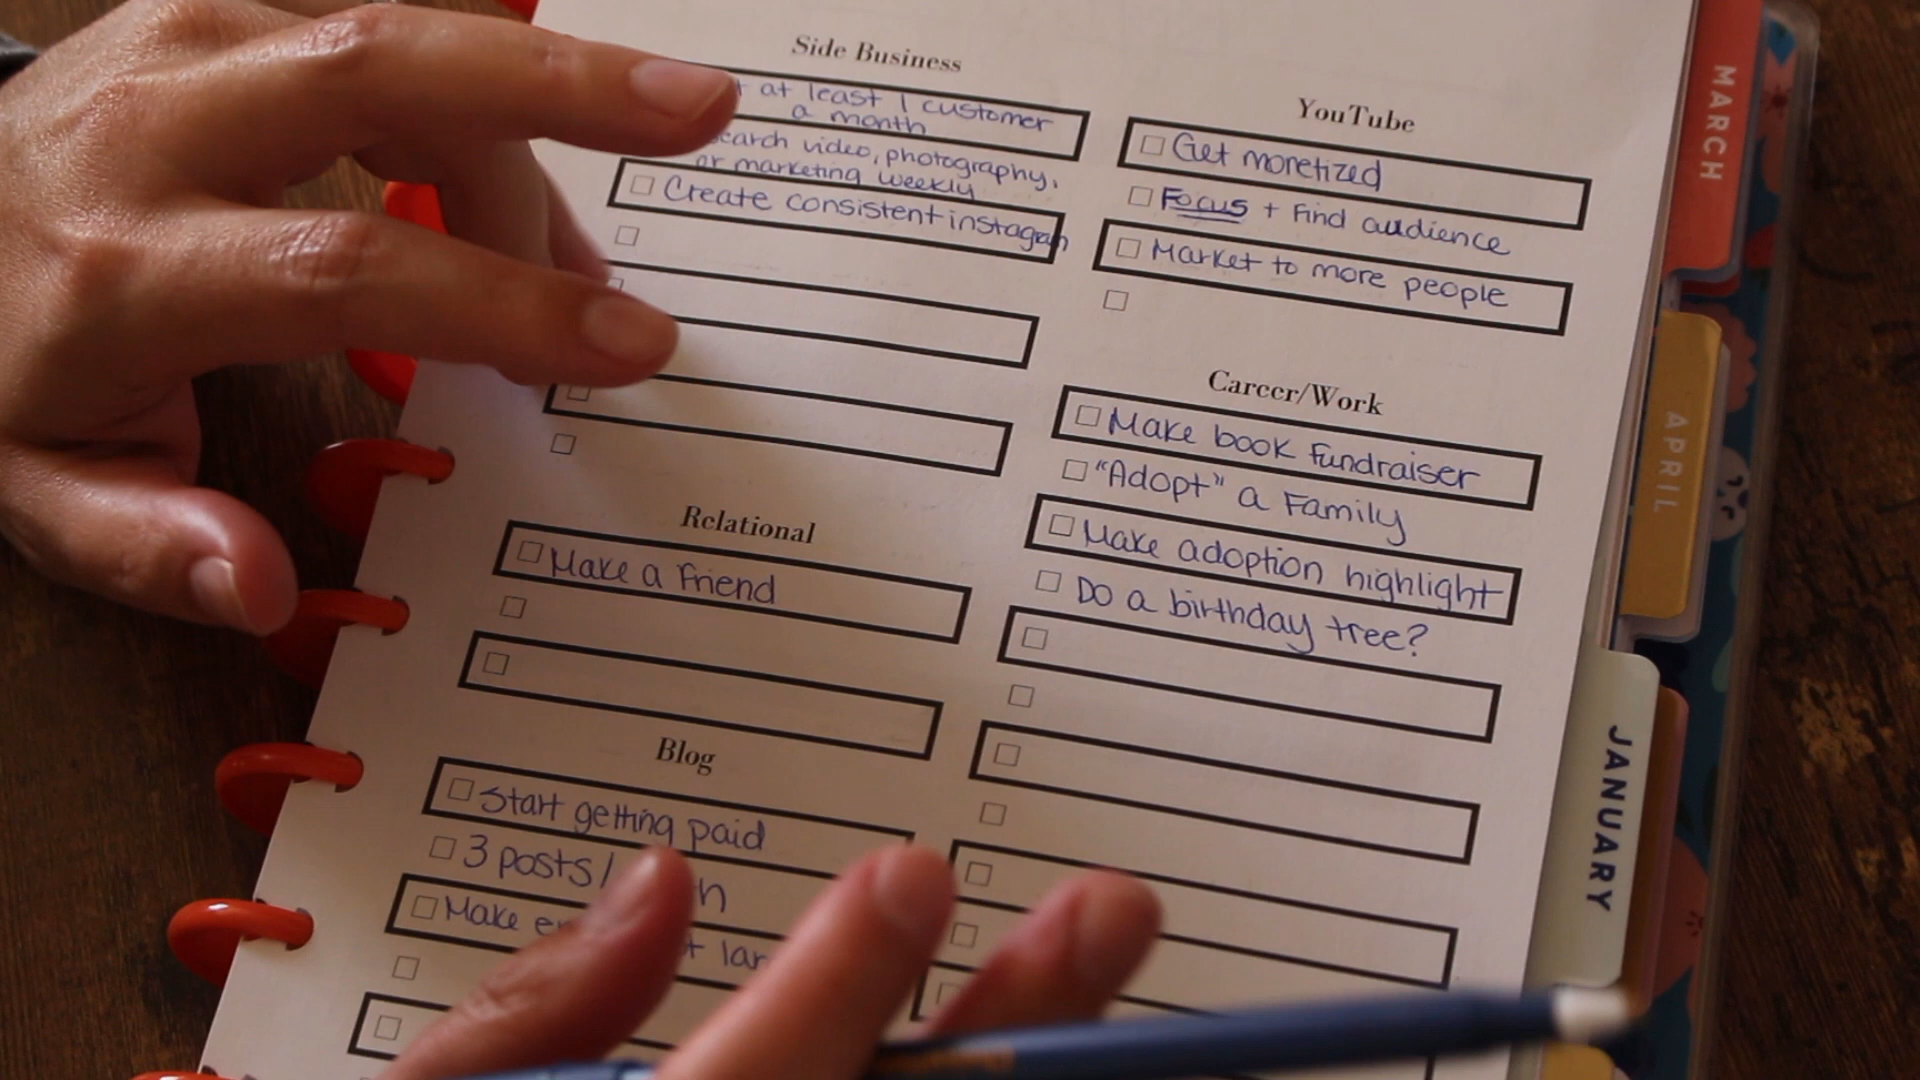 Side Business
at least 1 customer
a month
video, photography,
or marketing weekly
Create consistent instagram
Relational
Make a friend
Blog
Start getting paid
3 posts/
Make
YouTube
Get monetized
Focus + find audience
Market to more people
Career/Work
Make book fundraiser
"Adopt" a family
Make adoption highlight
Do a birthday tree?
MARCH
APRIL
JANUARY